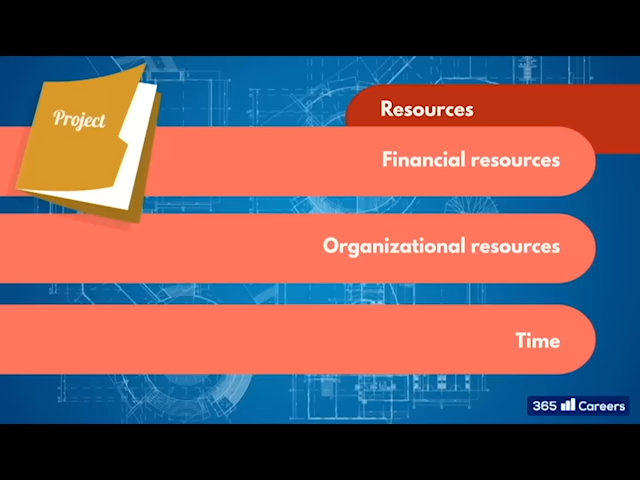 Project
Resources
Financial resources
Organizational resources
Time
365 Careers